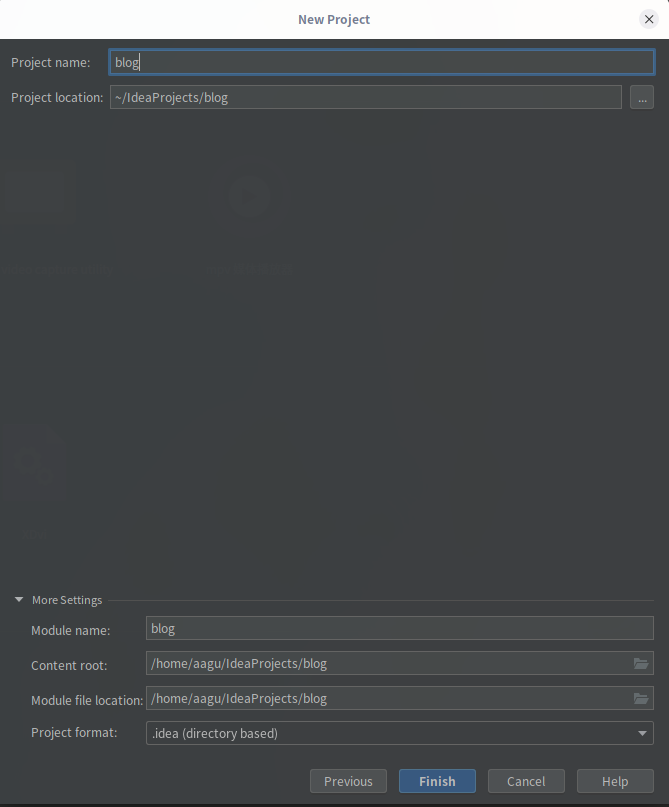 New Project
Project name: blog
Project location: ~/IdeaProjects/blog ...
More Settings
Module name: blog
Content root: /home/aagu/IdeaProjects/blog
Module file location: /home/aagu/IdeaProjects/blog
Project format: .idea (directory based)
Previous Finish Cancel Help